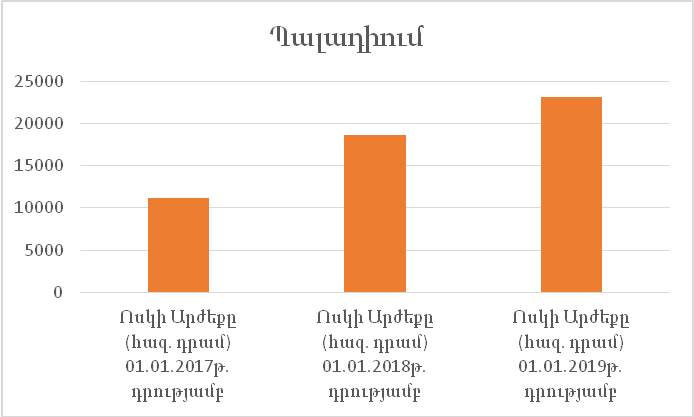 Պալադիում
25000
20000
15000
10000
5000
0
Ոսկի Արժեքը
(հազ. դրամ)
01.01.2017թ.
դրությամբ
Ոսկի Արժեքը
(հազ. դրամ)
01.01.2018թ.
դրությամբ
Ոսկի Արժեքը
(հազ. դրամ)
01.01.2019թ.
դրությամբ